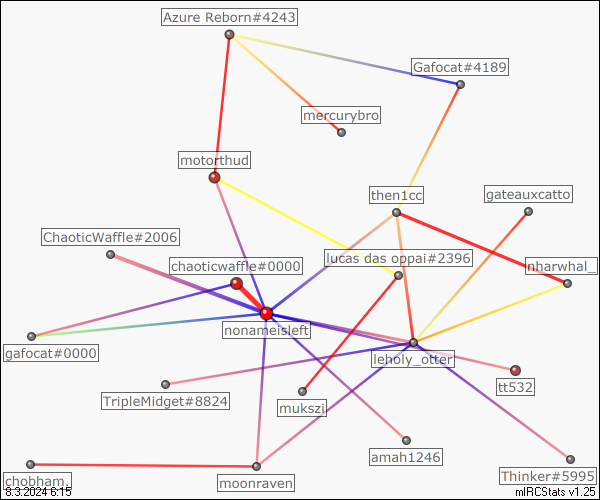 Azure Reborn#4243
Gafocat#4189
mercurybro
motorthud
then1cc
gateauxcatto
ChaoticWaffle#2006
lucas das oppai#2396
chaoticwaffle#0000
nharwhal_
nonameisleft
gafocat#0000
leholy_otter
tt532
TripleMidget#8824
mukszi
amah1246
Thinker#5995
chobham.
moonraven
8.3.2024 6:15
mIRCStats v1.25